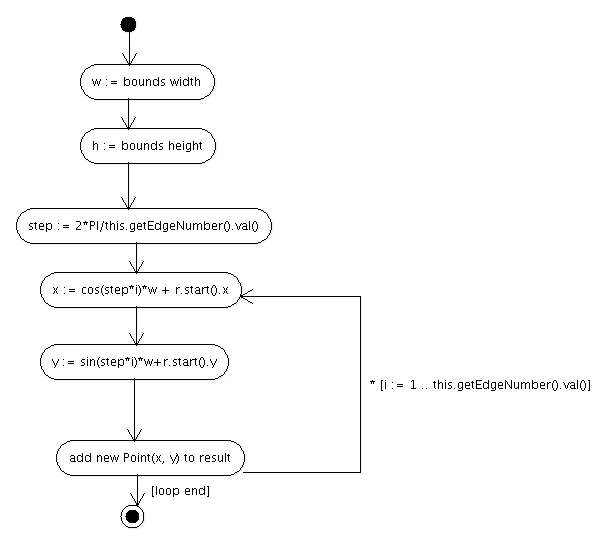 w := bounds width
h := bounds height
step := 2*PI/this.getEdgeNumber().val()
x := cos(step*i)*w + r.start().x
y := sin(step*i)*w+r.start().y
* [i := 1 .. this.getEdgeNumber().val()]
add new Point(x, y) to result
[loop end]